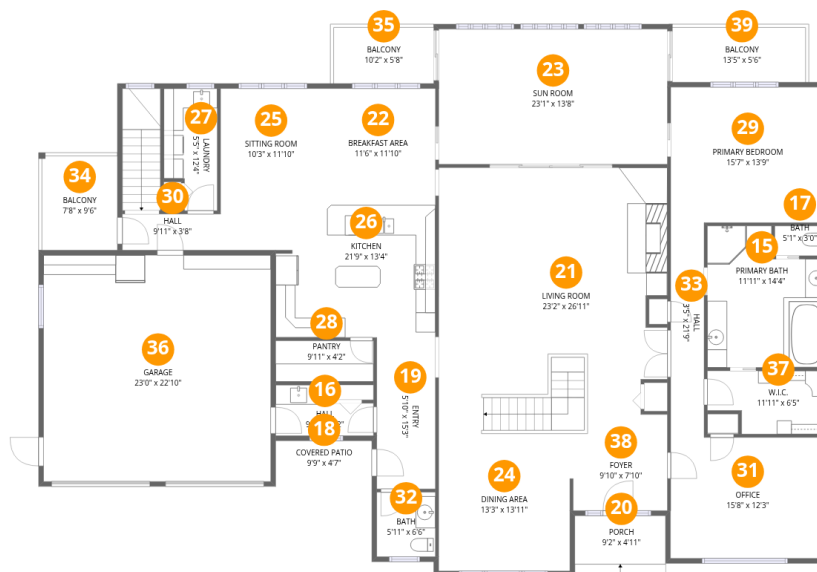 35
BALCONY
10'2" x 5'8"
39
BALCONY
13'5" x 5'6"
23
SUN ROOM
23'1" x 13'8"
27
LAUNDRY
5'5" x 12'4"
25
SITTING ROOM
10'3" x 11'10"
22
BREAKFAST AREA
11'6" x 11'10"
29
PRIMARY BEDROOM
15'7" x 13'9"
34
BALCONY
7'8" x 9'6"
30
HALL
9'11" x 3'8"
17
BATH
5'1" x 3'0"
26
KITCHEN
21'9" x 13'4"
15
PRIMARY BATH
11'11" x 14'4"
21
LIVING ROOM
23'2" x 26'11"
33
HALL
3'5" x 21'9"
28
PANTRY
9'11" x 4'2"
36
GARAGE
23'0" x 22'10"
19
ENTRY
5'10" x 15'3"
37
W.I.C.
11'11" x 6'5"
16
HALL
18
COVERED PATIO
9'9" x 4'7"
38
FOYER
9'10" x 7'10"
24
DINING AREA
13'3" x 13'11"
31
OFFICE
15'8" x 12'3"
32
BATH
5'11" x 6'6"
20
PORCH
9'2" x 4'11"